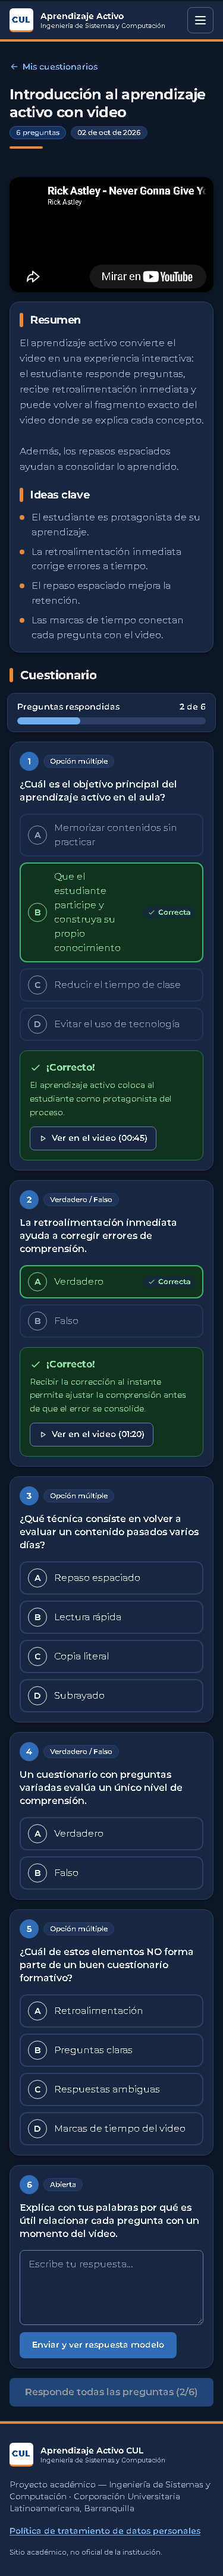 CUL
Aprendizaje Activo
Ingeniería de Sistemas y Computación
← Mis cuestionarios
Introducción al aprendizaje
activo con video
6 preguntas
02 de oct de 2026
Rick Astley - Never Gonna Give
Rick Astley
Mirar en YouTube
Resumen
El aprendizaje activo convierte el
video en una experiencia interactiva:
el estudiante responde preguntas,
recibe retroalimentación inmediata y
puede volver al fragmento exacto del
video donde se explica cada concepto.
Además, los repasos espaciados
ayudan a consolidar lo aprendido.
Ideas clave
El estudiante es protagonista de su
aprendizaje.
La retroalimentación inmediata
corrige errores a tiempo.
El repaso espaciado mejora la
retención.
Las marcas de tiempo conectan
cada pregunta con el video.
Cuestionario
Preguntas respondidas 2 de 6
1 Opción múltiple
¿Cuál es el objetivo principal del
aprendizaje activo en el aula?
A Memorizar contenidos sin
practicar
Que el
estudiante
participe y
B construya su ✓ Correcta
propio
conocimiento
C Reducir el tiempo de clase
D Evitar el uso de tecnología
✓ ¡Correcto!
El aprendizaje activo coloca al
estudiante como protagonista del
proceso.
Ver en el video (00:45)
2 Verdadero / Falso
La retroalimentación inmediata
ayuda a corregir errores de
comprensión.
A Verdadero ✓ Correcta
B Falso
✓ ¡Correcto!
Recibir la corrección al instante
permite ajustar la comprensión antes
de que el error se consolide.
Ver en el video (01:20)
3 Opción múltiple
¿Qué técnica consiste en volver a
evaluar un contenido pasados varios
días?
A Repaso espaciado
B Lectura rápida
C Copia literal
D Subrayado
4 Verdadero / Falso
Un cuestionario con preguntas
variadas evalúa un único nivel de
comprensión.
A Verdadero
B Falso
5 Opción múltiple
¿Cuál de estos elementos NO forma
parte de un buen cuestionario
formativo?
A Retroalimentación
B Preguntas claras
C Respuestas ambiguas
D Marcas de tiempo del video
6 Abierta
Explica con tus palabras por qué es
útil relacionar cada pregunta con un
momento del video.
Escribe tu respuesta...
Enviar y ver respuesta modelo
Responde todas las preguntas (2/6)
CUL
Aprendizaje Activo CUL
Ingeniería de Sistemas y Computación
Proyecto académico — Ingeniería de Sistemas y
Computación · Corporación Universitaria
Latinoamericana, Barranquilla
Política de tratamiento de datos personales
Sitio académico, no oficial de la institución.